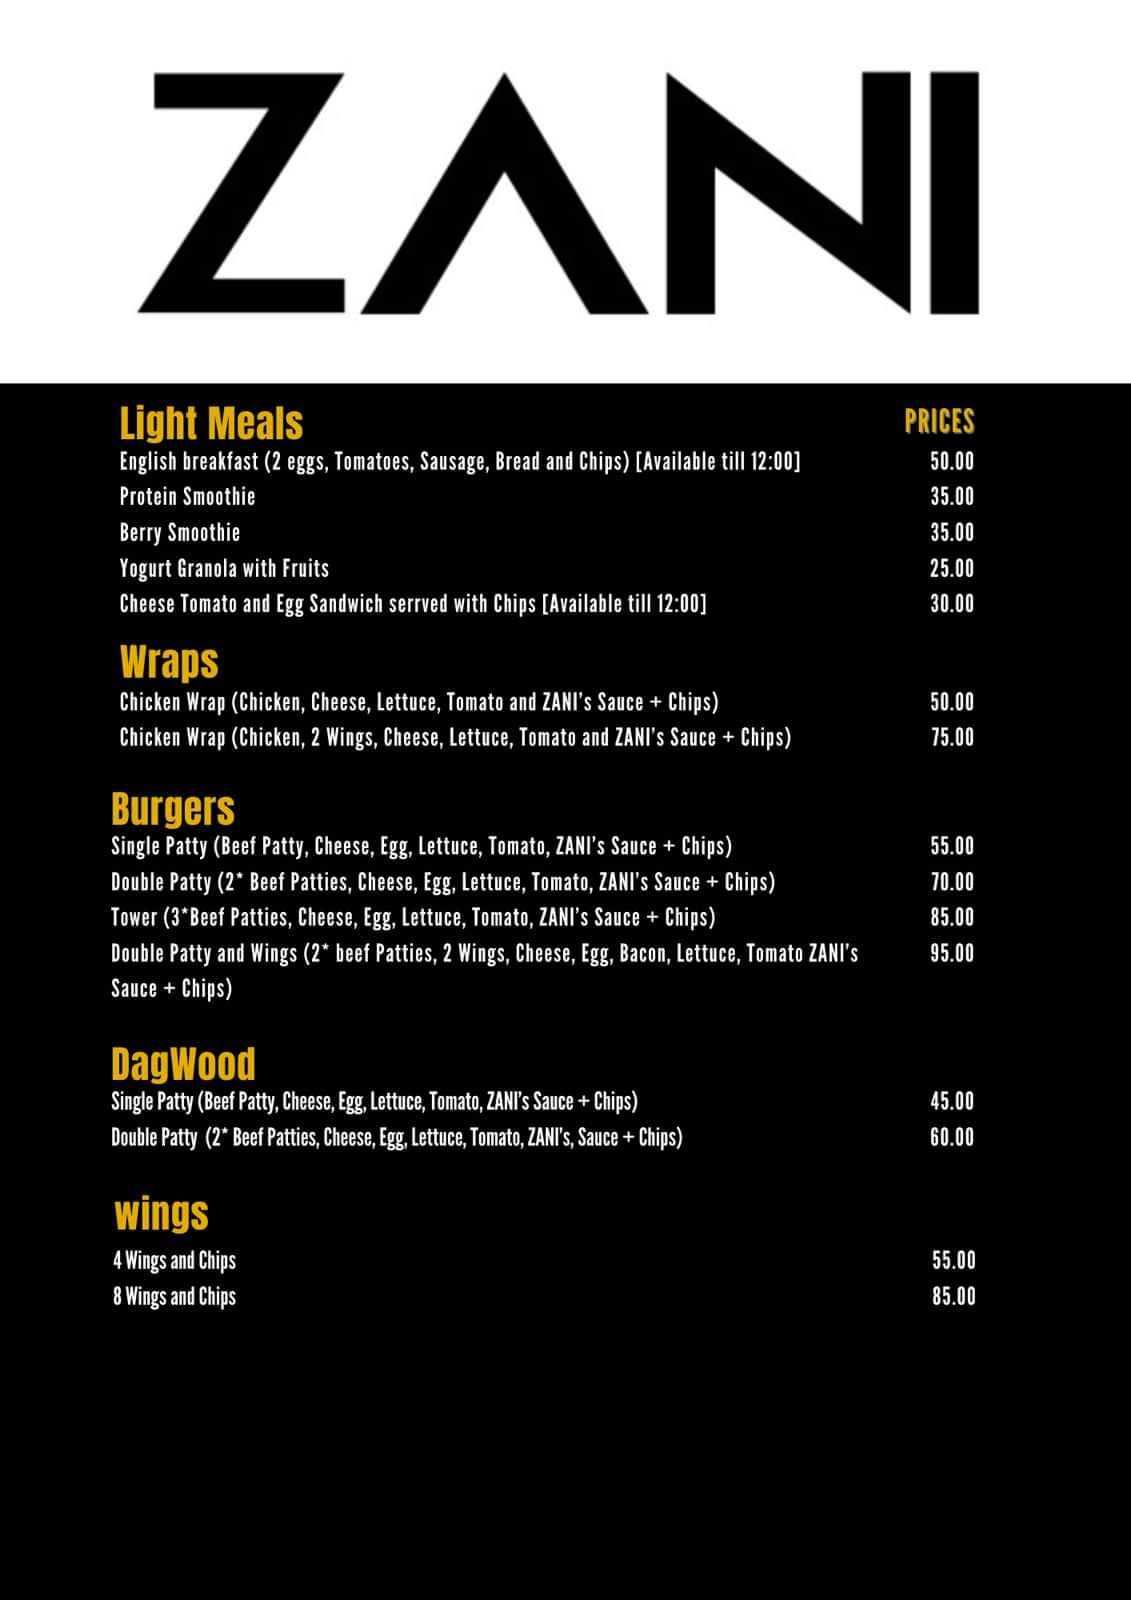 ZANI
Light Meals PRICES
English breakfast (2 eggs, Tomatoes, Sausage, Bread and Chips) [Available till 12:00] 50.00
Protein Smoothie 35.00
Berry Smoothie 35.00
Yogurt Granola with Fruits 25.00
Cheese Tomato and Egg Sandwich serrved with Chips [Available till 12:00] 30.00
Wraps
Chicken Wrap (Chicken, Cheese, Lettuce, Tomato and ZANI's Sauce + Chips) 50.00
Chicken Wrap (Chicken, 2 Wings, Cheese, Lettuce, Tomato and ZANI's Sauce + Chips) 75.00
Burgers
Single Patty (Beef Patty, Cheese, Egg, Lettuce, Tomato, ZANI's Sauce + Chips) 55.00
Double Patty (2* Beef Patties, Cheese, Egg, Lettuce, Tomato, ZANI's Sauce + Chips) 70.00
Tower (3*Beef Patties, Cheese, Egg, Lettuce, Tomato, ZANI's Sauce + Chips) 85.00
Double Patty and Wings (2* beef Patties, 2 Wings, Cheese, Egg, Bacon, Lettuce, Tomato ZANI's 95.00
Sauce + Chips)
DagWood
Single Patty (Beef Patty, Cheese, Egg, Lettuce, Tomato, ZANI's Sauce + Chips) 45.00
Double Patty (2* Beef Patties, Cheese, Egg, Lettuce, Tomato, ZANI's, Sauce + Chips) 60.00
wings
4 Wings and Chips 55.00
8 Wings and Chips 85.00